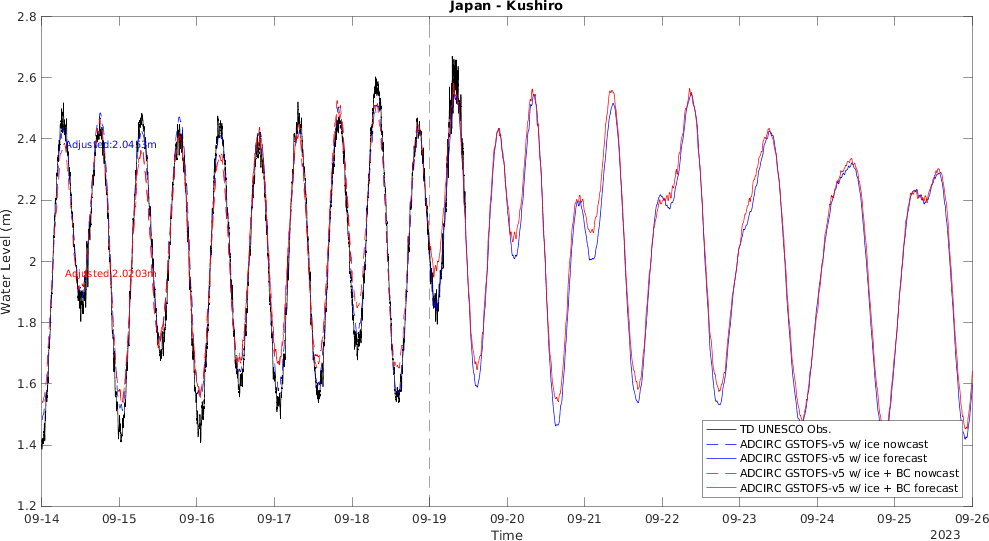 Japan - Kushiro
2.8
2.6
2.4
2.2
2
1.8
1.6
1.4
1.2
Water Level (m)
Adjusted:2.0453m
Adjusted:2.0203m
TD UNESCO Obs.
ADCIRC GSTOFS-v5 w/ ice nowcast
ADCIRC GSTOFS-v5 w/ ice forecast
ADCIRC GSTOFS-v5 w/ ice + BC nowcast
ADCIRC GSTOFS-v5 w/ ice + BC forecast
09-14 09-15 09-16 09-17 09-18 09-19 09-20 09-21 09-22 09-23 09-24 09-25 09-26
Time
2023